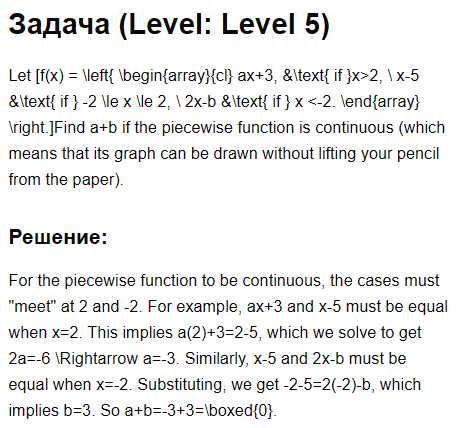 Задача (Level: Level 5)
Let [f(x) = \left{ \begin{array}{cl} ax+3, &\text{ if }x>2, \ x-5
&\text{ if } -2 \le x \le 2, \ 2x-b &\text{ if } x <-2. \end{array}
\right.]Find a+b if the piecewise function is continuous (which
means that its graph can be drawn without lifting your pencil
from the paper).
Решение:
For the piecewise function to be continuous, the cases must
"meet" at 2 and -2. For example, ax+3 and x-5 must be equal
when x=2. This implies a(2)+3=2-5, which we solve to get
2a=-6 \Rightarrow a=-3. Similarly, x-5 and 2x-b must be
equal when x=-2. Substituting, we get -2-5=2(-2)-b, which
implies b=3. So a+b=-3+3=\boxed{0}.